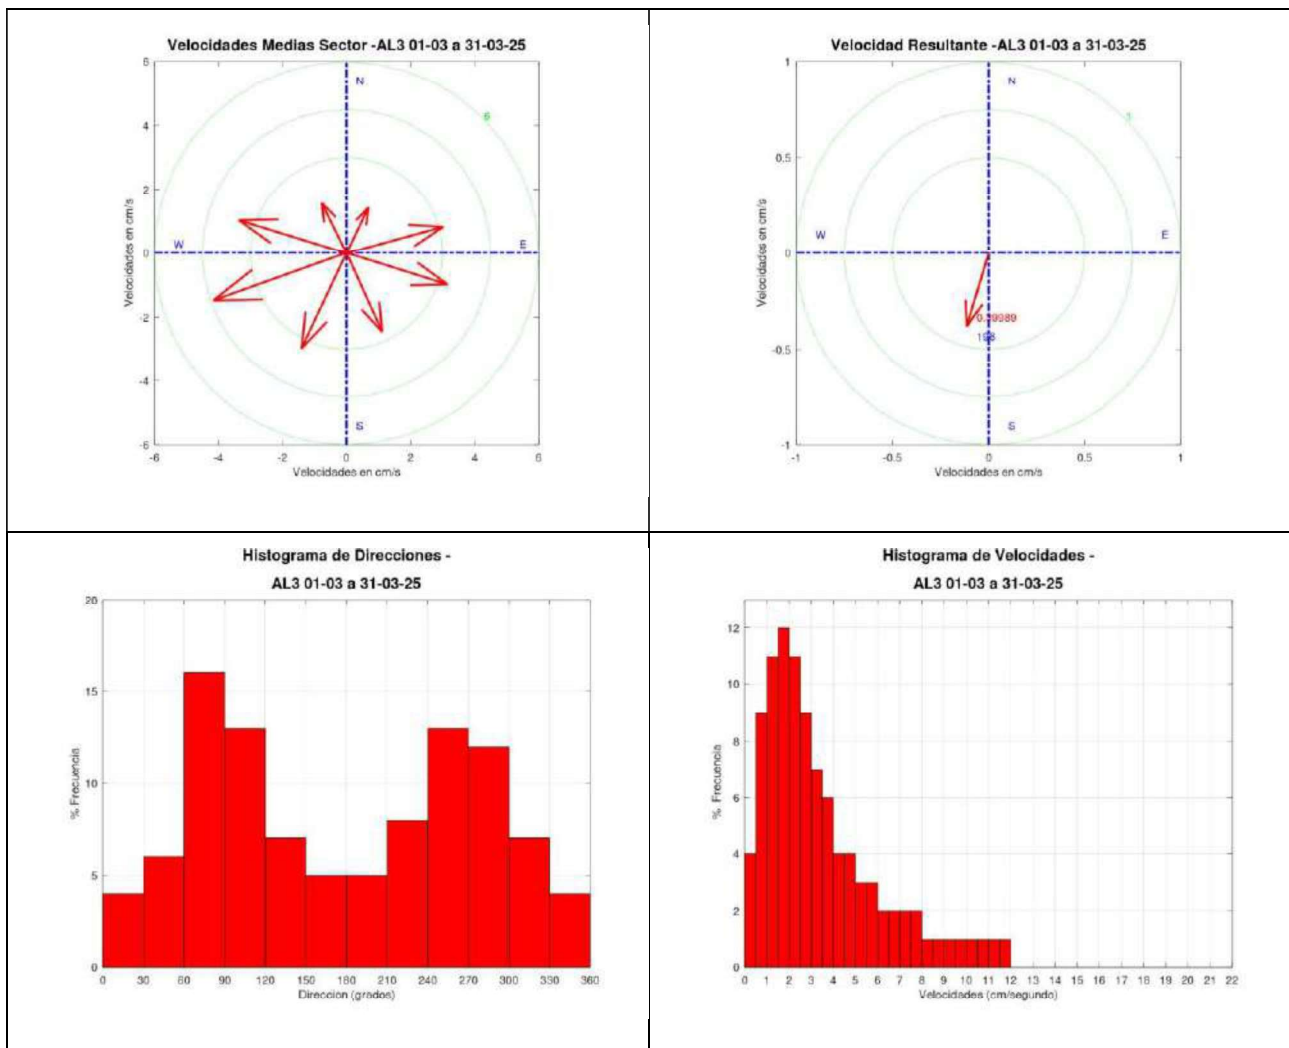 Velocidades Medias Sector -AL3 01-03 a 31-03-25
6
4
2
0
-2
-4
-6
Velocidades en cm/s
N
6
W
E
S
-6 -4 -2 0 2 4 6
Velocidades en cm/s
Velocidad Resultante -AL3 01-03 a 31-03-25
1
0.5
0
-0.5
-1
Velocidades en cm/s
N
1
W
E
0.39989
198
S
-1 -0.5 0 0.5 1
Velocidades en cm/s
Histograma de Direcciones -
AL3 01-03 a 31-03-25
20
15
10
5
0
% Frecuencia
0 30 60 90 120 150 180 210 240 270 300 330 360
Direccion (grados)
Histograma de Velocidades -
AL3 01-03 a 31-03-25
12
10
8
6
4
2
0
% Frecuencia
0 1 2 3 4 5 6 7 8 9 10 11 12 13 14 15 16 17 18 19 20 21 22
Velocidades (cm/segundo)